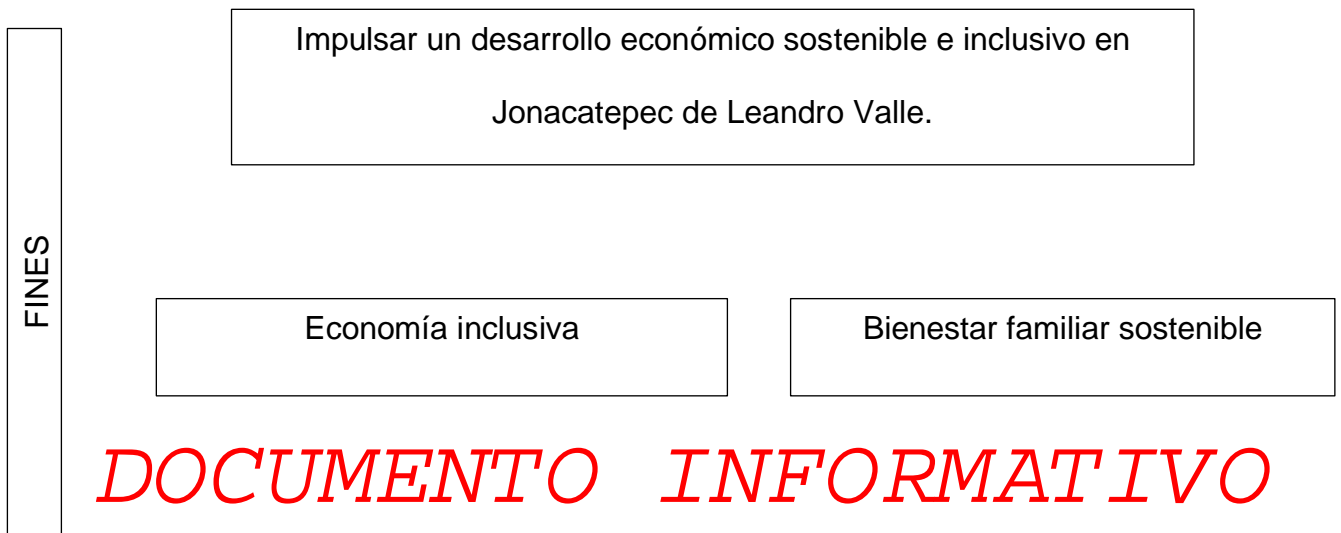 Impulsar un desarrollo económico sostenible e inclusivo en
Jonacatepec de Leandro Valle.
FINES
Economía inclusiva
Bienestar familiar sostenible
DOCUMENTO INFORMATIVO